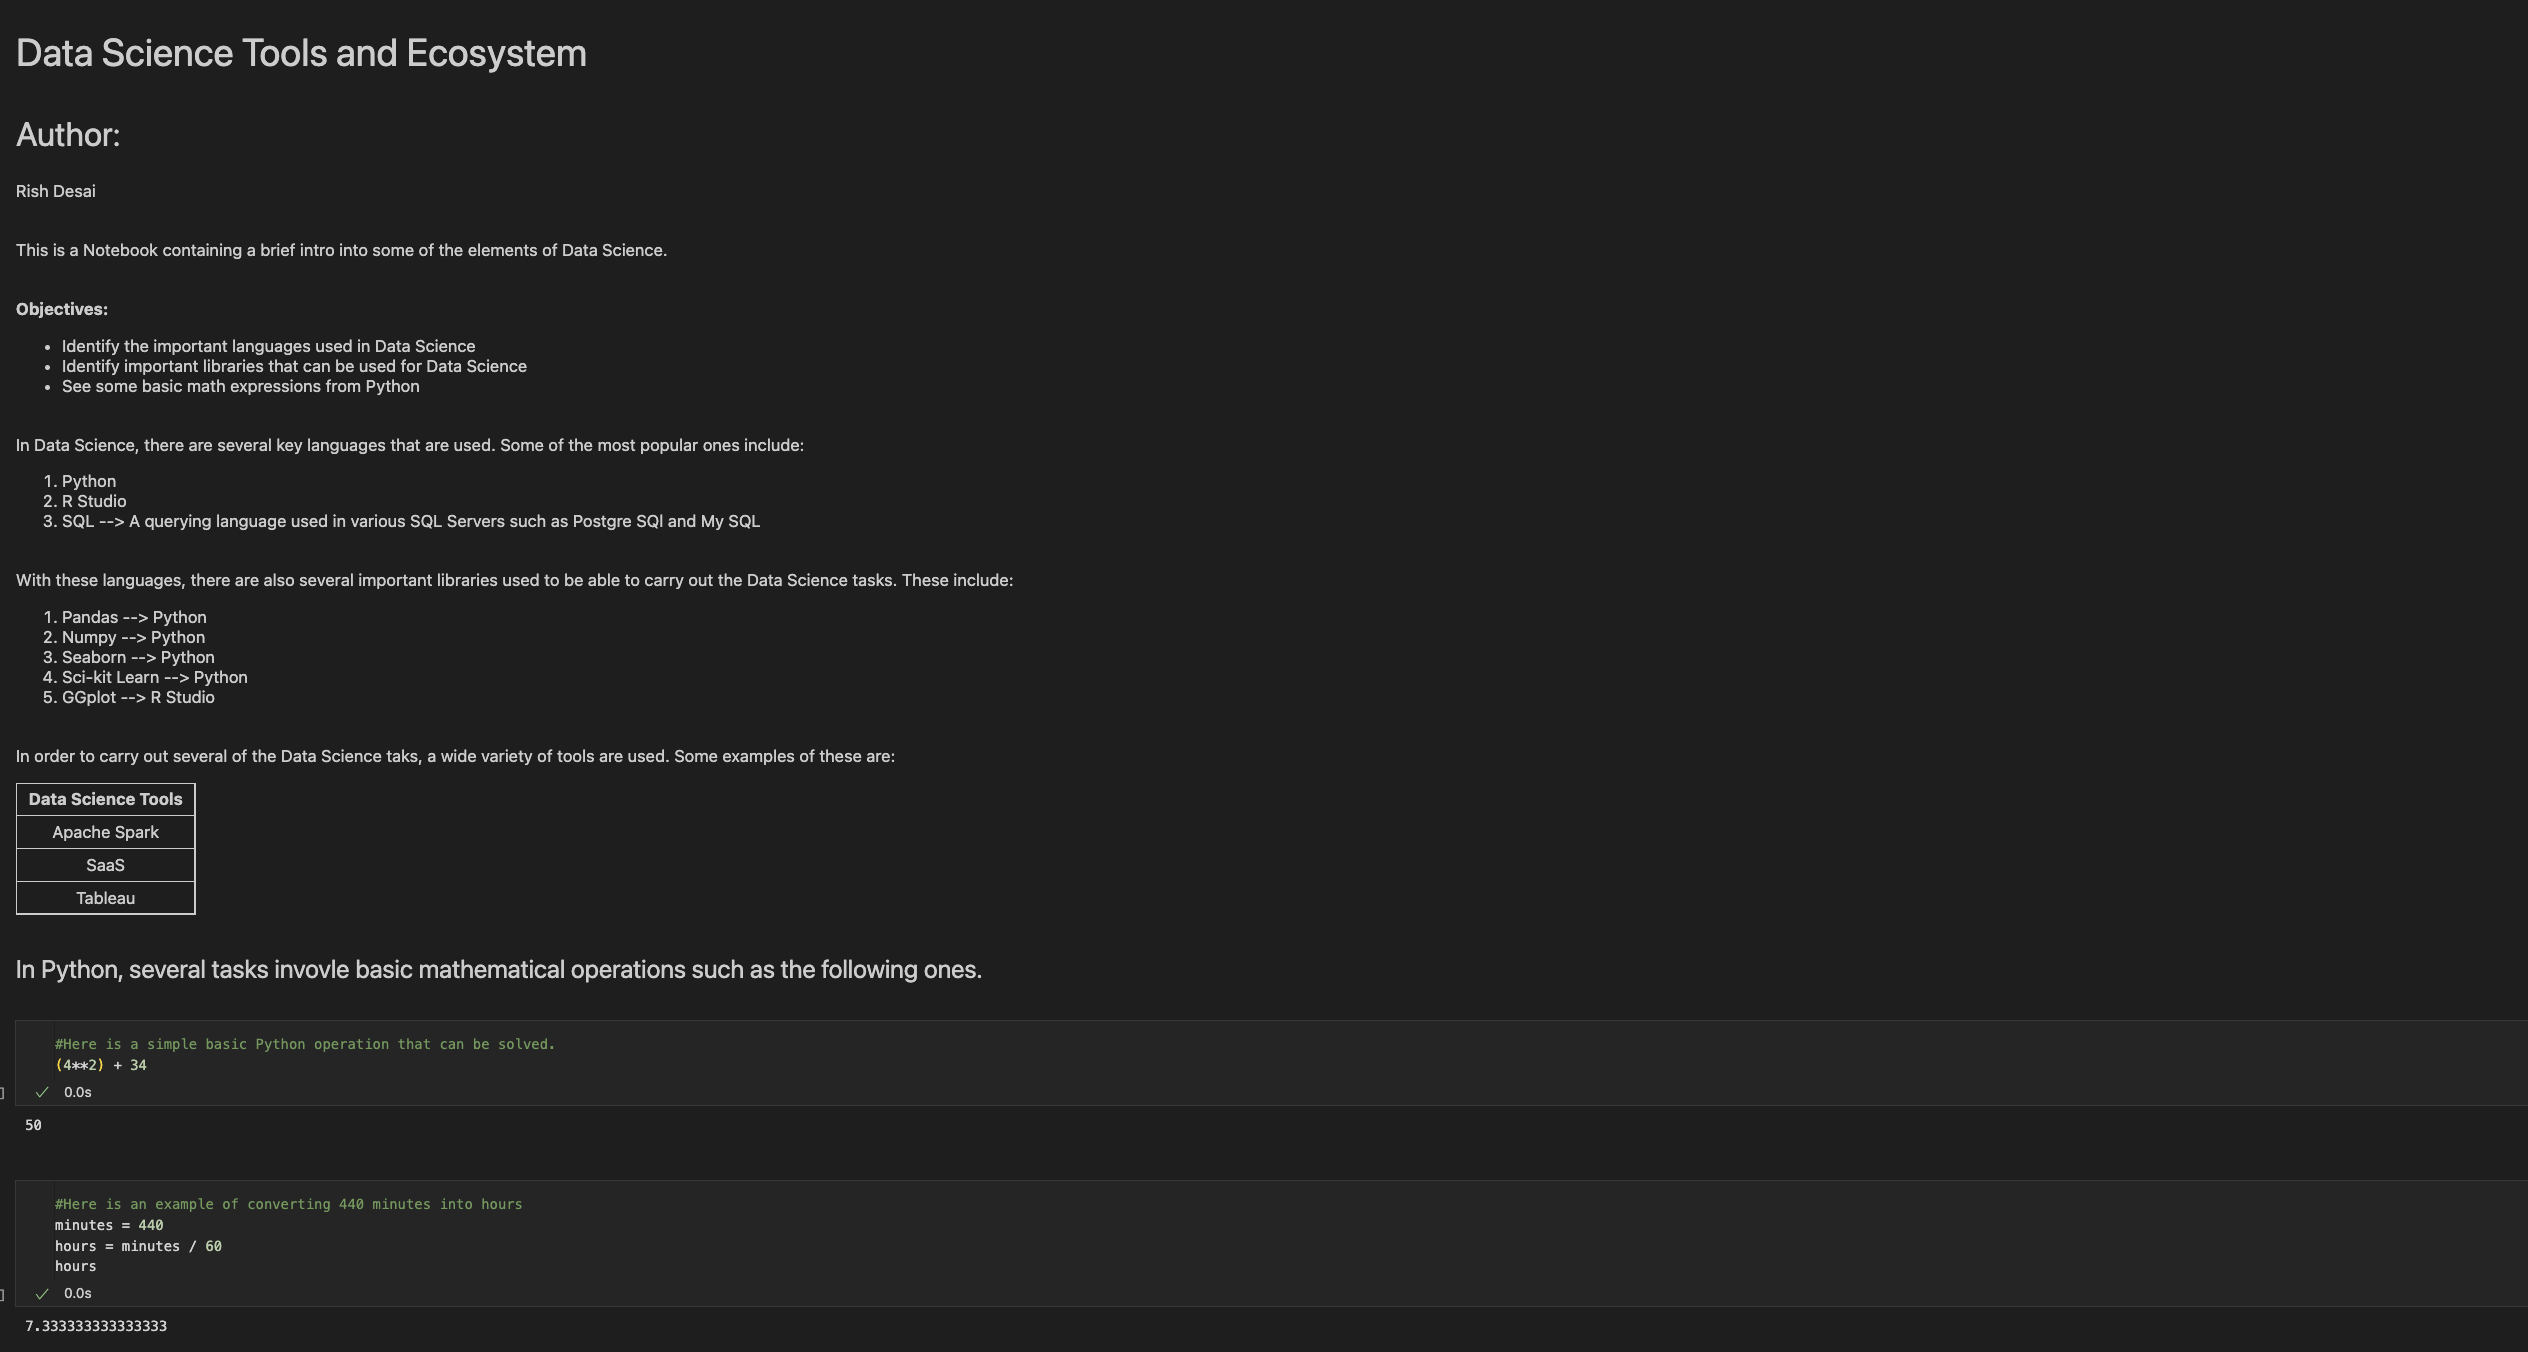 Data Science Tools and Ecosystem
Author:
Rish Desai
This is a Notebook containing a brief intro into some of the elements of Data Science.
Objectives:
• Identify the important languages used in Data Science
• Identify important libraries that can be used for Data Science
• See some basic math expressions from Python
In Data Science, there are several key languages that are used. Some of the most popular ones include:
1. Python
2. R Studio
3. SQL --> A querying language used in various SQL Servers such as Postgre SQl and My SQL
With these languages, there are also several important libraries used to be able to carry out the Data Science tasks. These include:
1. Pandas --> Python
2. Numpy --> Python
3. Seaborn --> Python
4. Sci-kit Learn --> Python
5. GGplot --> R Studio
In order to carry out several of the Data Science taks, a wide variety of tools are used. Some examples of these are:
Data Science Tools
Apache Spark
SaaS
Tableau
In Python, several tasks invovle basic mathematical operations such as the following ones.
#Here is a simple basic Python operation that can be solved.
(4**2) + 34
] ✓ 0.0s
50
#Here is an example of converting 440 minutes into hours
minutes = 440
hours = minutes / 60
hours
] ✓ 0.0s
7.333333333333333